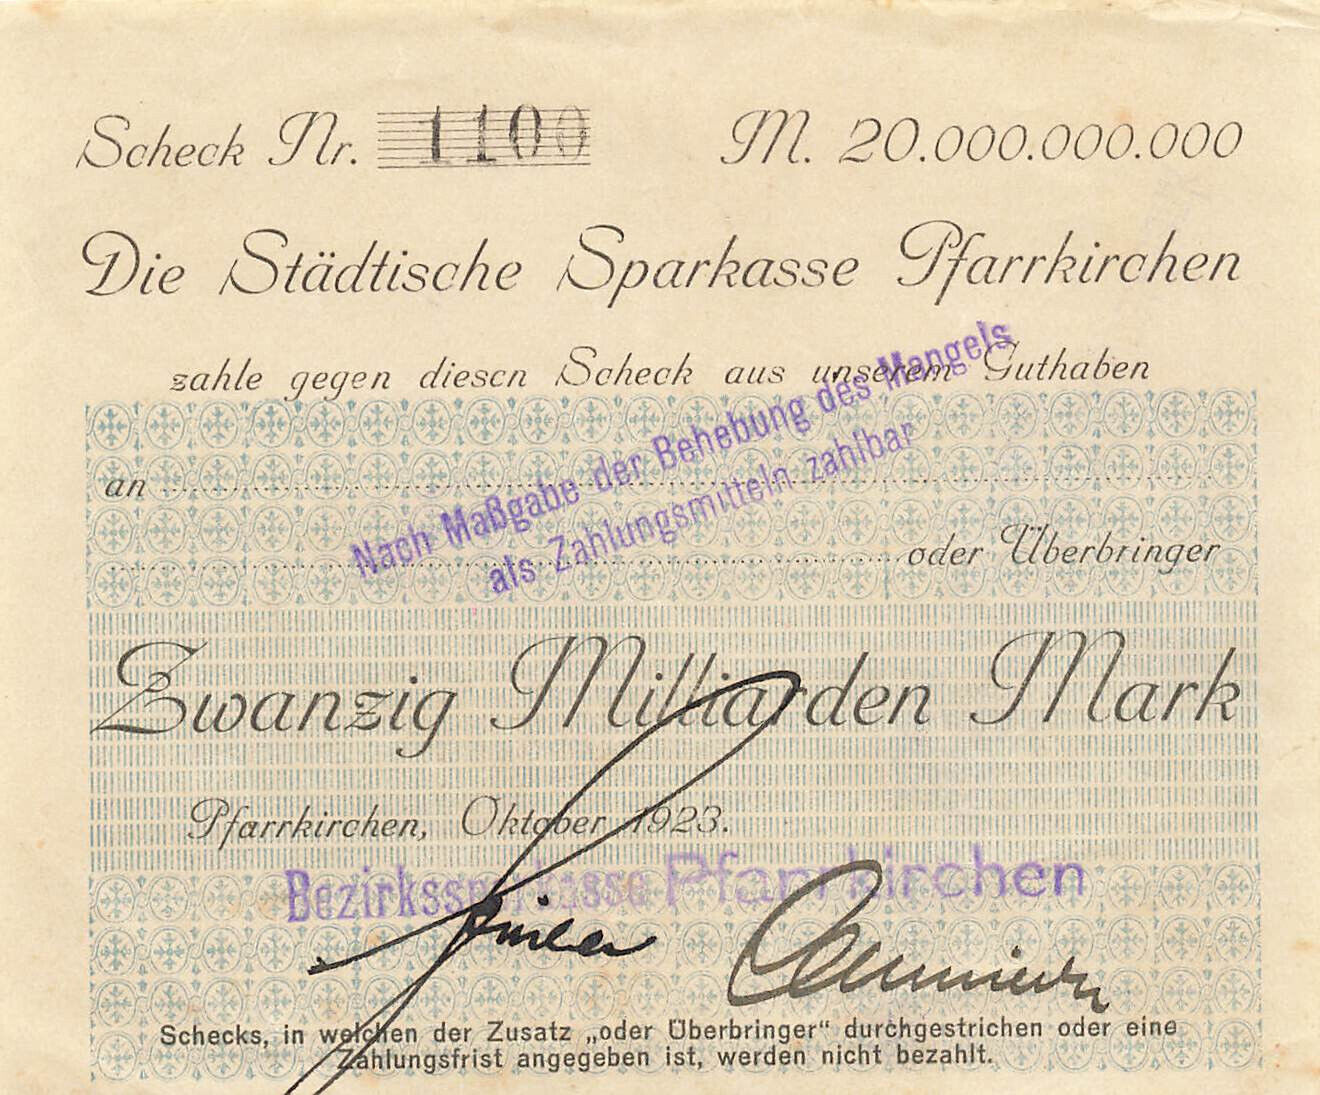 Scheck Nr. 1100 M. 20.000.000.000
Die Städtische Sparkasse Pfarrkirchen
zahle gegen diesen Scheck aus unserem Guthaben
Nach Maßgabe der Behebung des Mangels
als Zahlungsmitteln zahlbar
an
oder Überbringer
Zwanzig Milliarden Mark
Pfarrkirchen, Oktober 1923.
Bezirkssparkasse Pfarrkirchen
Schecks, in welchen der Zusatz „oder Überbringer“ durchgestrichen oder eine
Zahlungsfrist angegeben ist, werden nicht bezahlt.